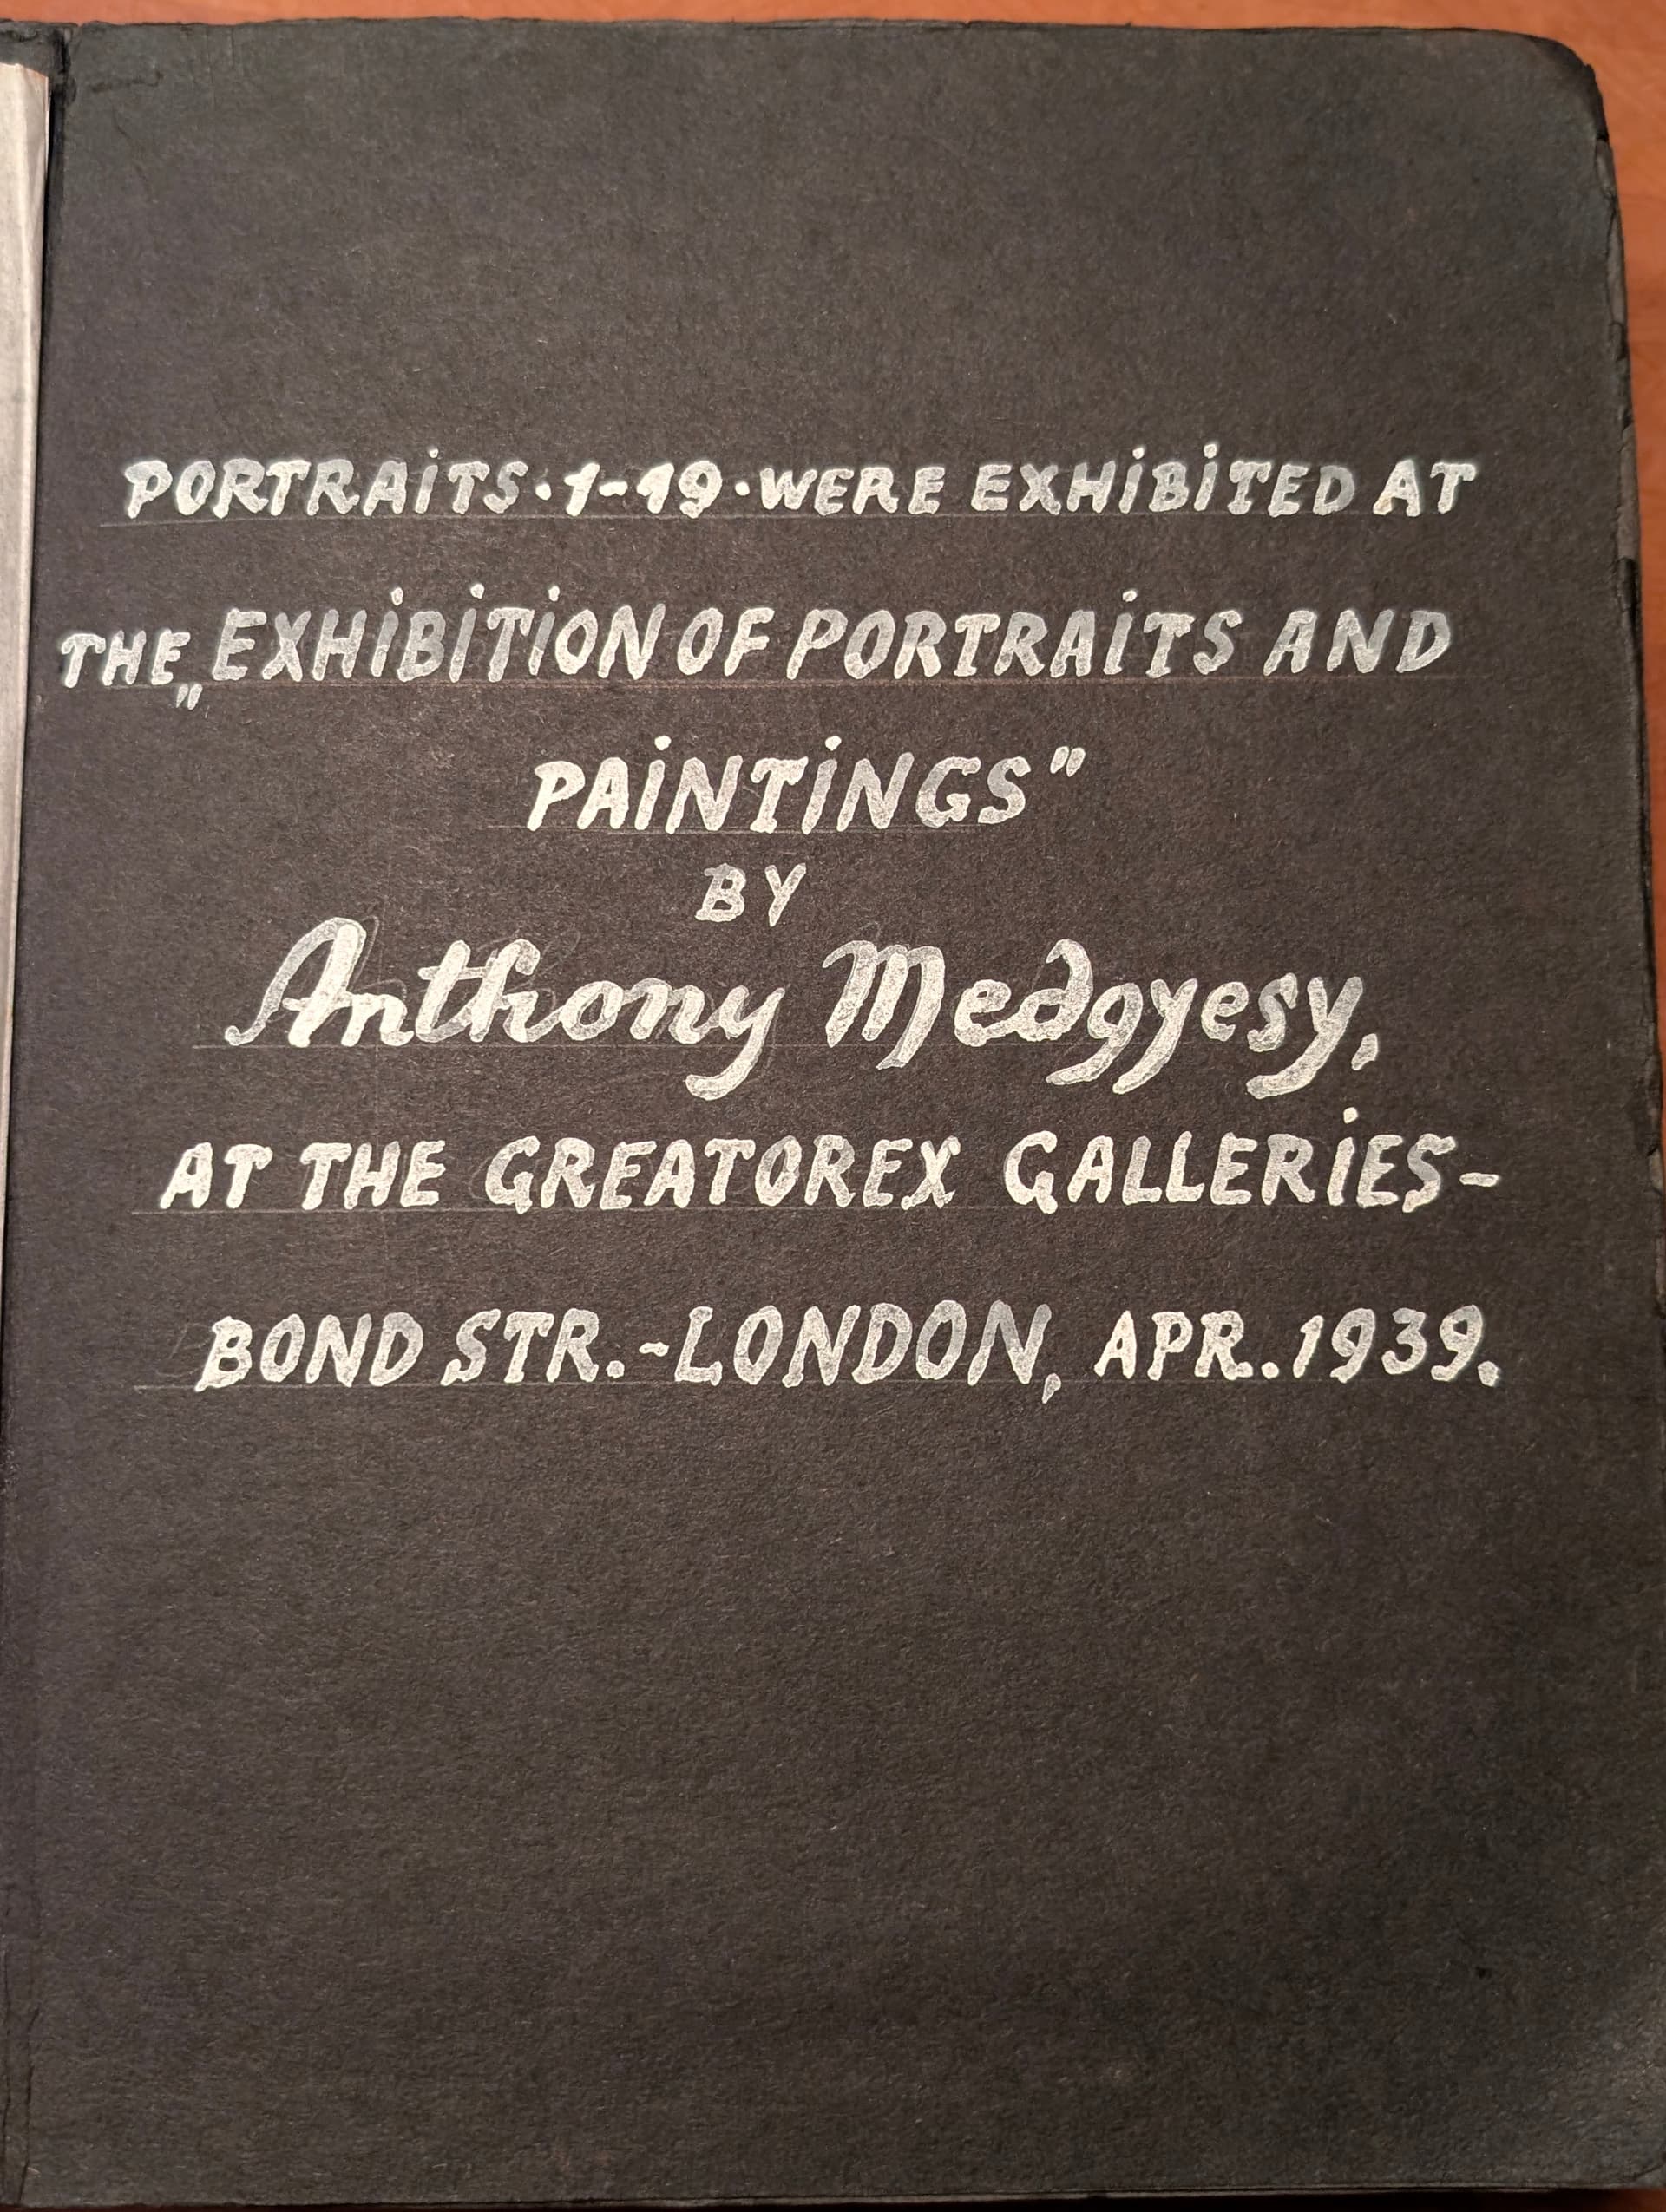 PORTRAiTS·1-19·WERE EXHiBiTED AT
THE „EXHiBiTiON OF PORTRAiTS AND
PAiNTiNGS”
BY
Anthony Medgyesy,
AT THE GREATOREX GALLERiES-
BOND STR.-LONDON, APR.1939.